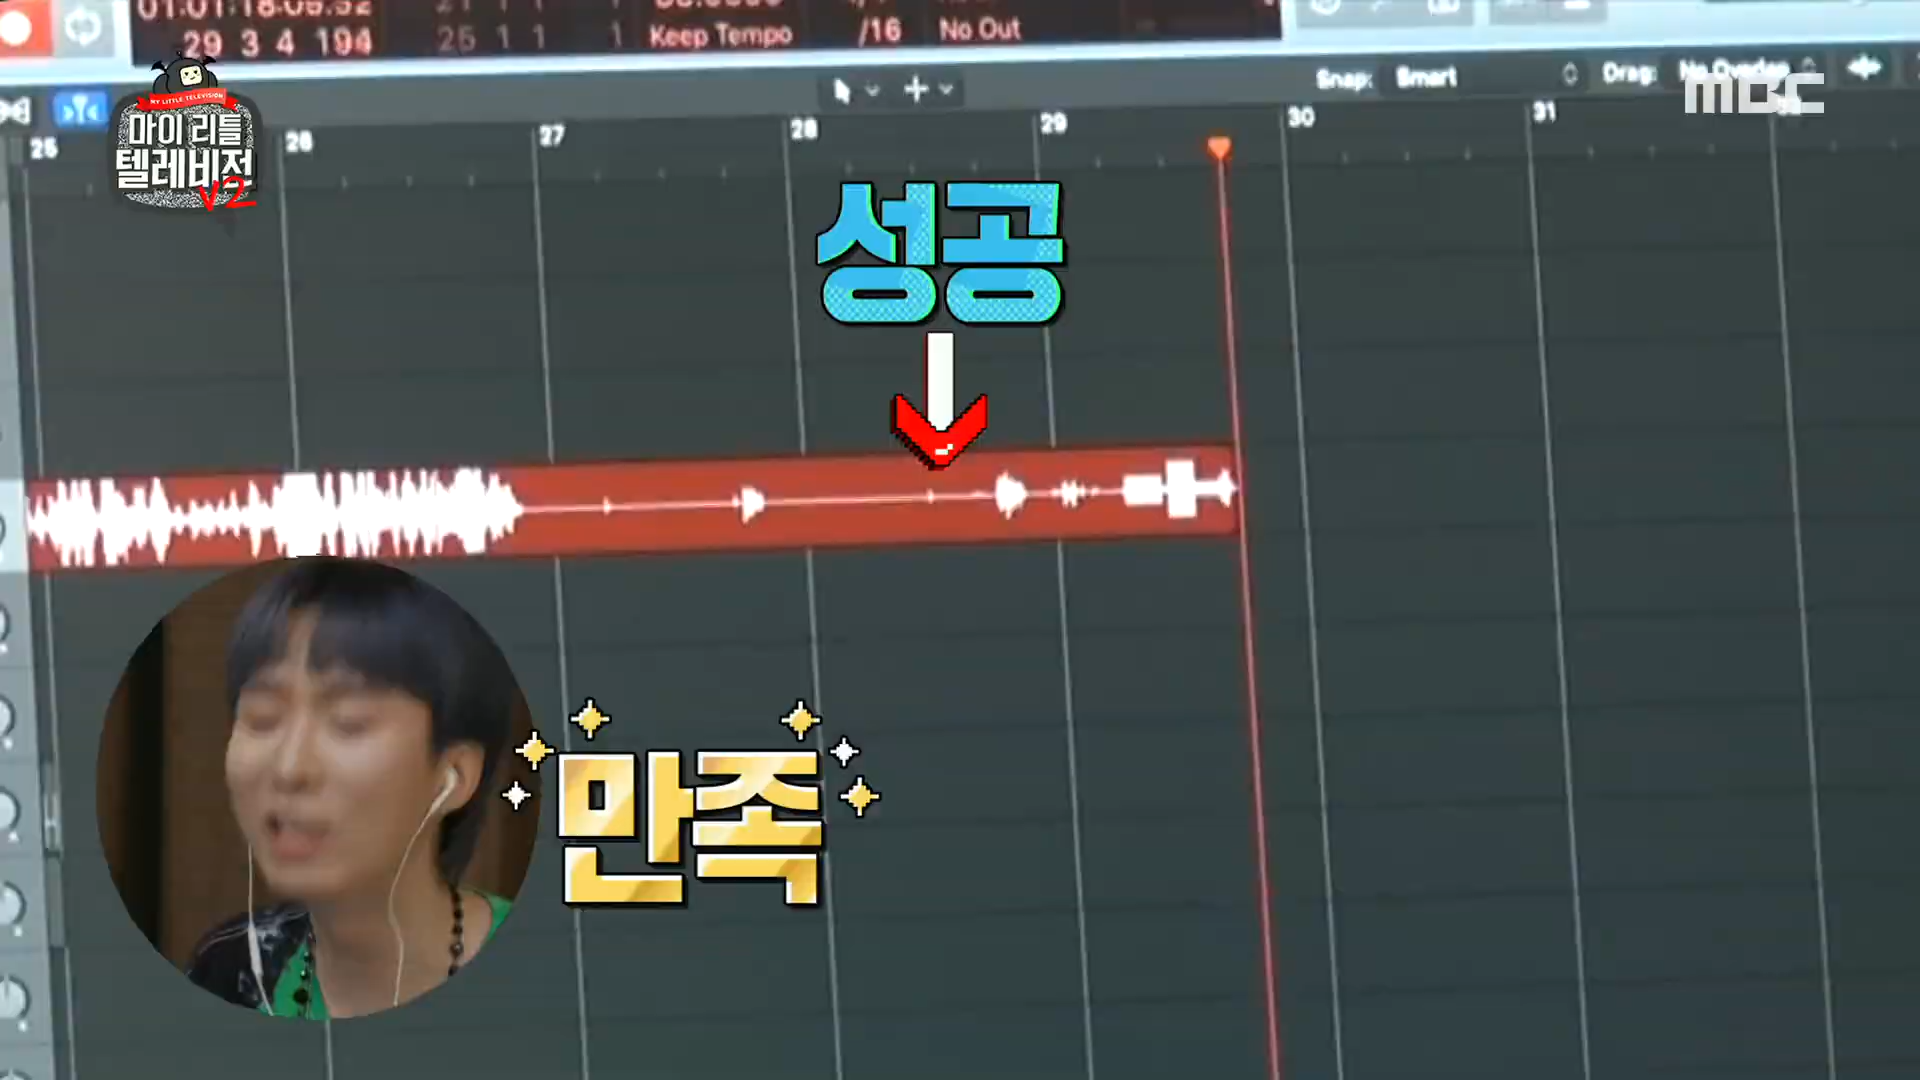 29 3 4 194
25 1 1 1
Keep Tempo
/16
No Out
Snap: Smart
Drag: No Overlap
MBC
MY LITTLE TELEVISION
마이 리틀
텔레비전
V2
25 26 27 28 29 30 31
성공
만족